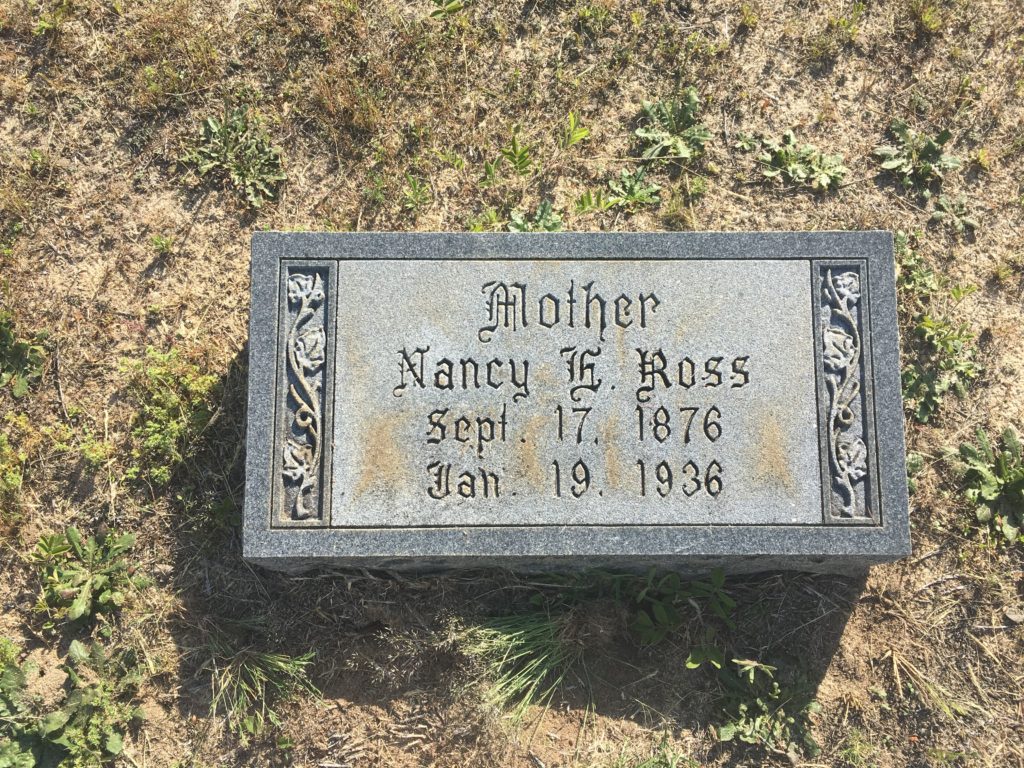 Mother
Nancy E. Ross
Sept. 17. 1876
Jan. 19. 1936